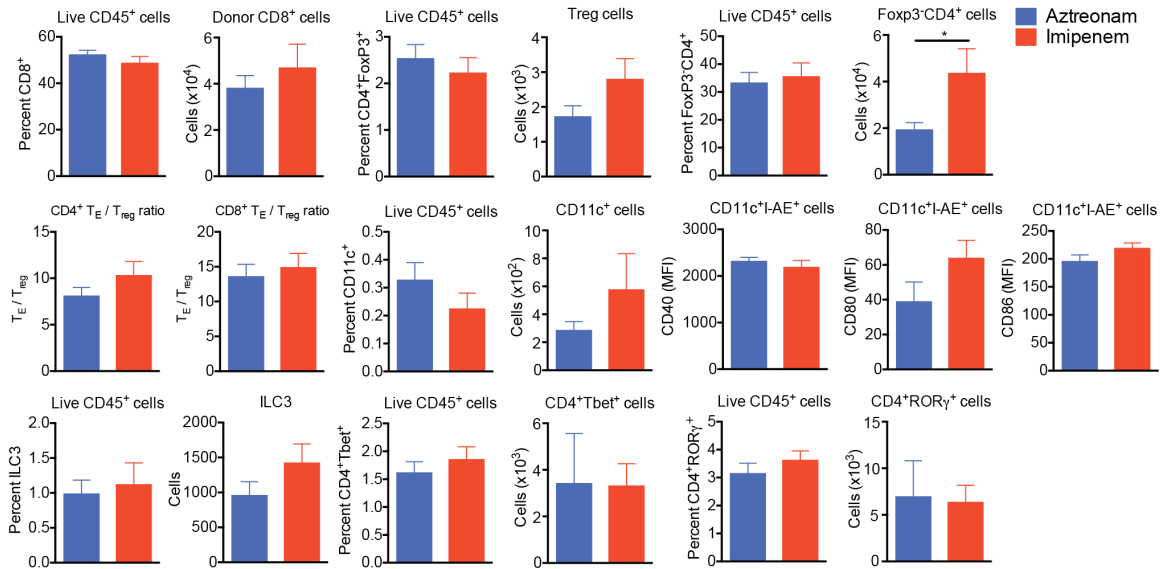 Live CD45⁺ cells
Percent CD8⁺
60
40
20
0
Donor CD8⁺ cells
Cells (x10⁴)
6
4
2
0
Live CD45⁺ cells
Percent CD4⁺FoxP3⁺
3
2
1
0
Treg cells
Cells (x10³)
4
3
2
1
0
Live CD45⁺ cells
Percent FoxP3⁻CD4⁺
50
40
30
20
10
0
Foxp3⁻CD4⁺ cells
Cells (x10⁴)
6
4
2
0
*
Aztreonam
Imipenem
CD4⁺ T_E / T_reg ratio
T_E / T_reg
15
10
5
0
CD8⁺ T_E / T_reg ratio
T_E / T_reg
20
15
10
5
0
Live CD45⁺ cells
Percent CD11c⁺
0.5
0.4
0.3
0.2
0.1
0.0
CD11c⁺ cells
Cells (x10²)
10
8
6
4
2
0
CD11c⁺I-AE⁺ cells
CD40 (MFI)
3000
2000
1000
0
CD11c⁺I-AE⁺ cells
CD80 (MFI)
80
60
40
20
0
CD11c⁺I-AE⁺ cells
CD86 (MFI)
250
200
150
100
50
0
Live CD45⁺ cells
Percent ILC3
2.0
1.5
1.0
0.5
0.0
ILC3
Cells
2000
1500
1000
500
0
Live CD45⁺ cells
Percent CD4⁺Tbet⁺
2.5
2.0
1.5
1.0
0.5
0.0
CD4⁺Tbet⁺ cells
Cells (x10³)
6
4
2
0
Live CD45⁺ cells
Percent CD4⁺RORγ⁺
5
4
3
2
1
0
CD4⁺RORγ⁺ cells
Cells (x10³)
15
10
5
0